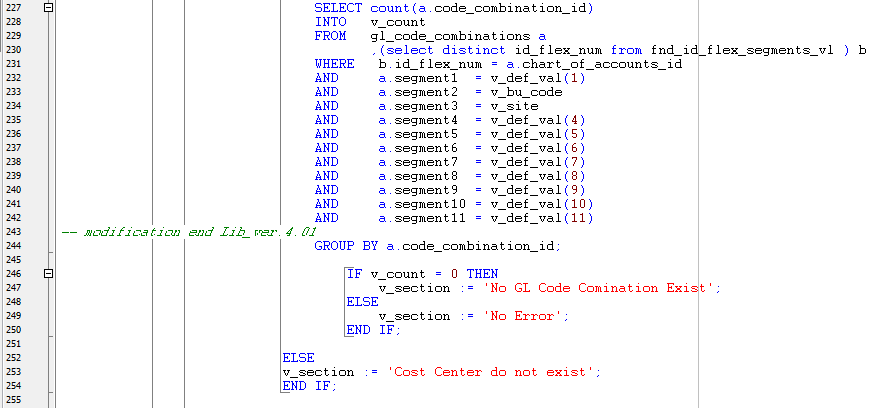 227 SELECT count(a.code_combination_id)
228 INTO v_count
229 FROM gl_code_combinations a
230 ,(select distinct id_flex_num from fnd_id_flex_segments_vl ) b
231 WHERE b.id_flex_num = a.chart_of_accounts_id
232 AND a.segment1 = v_def_val(1)
233 AND a.segment2 = v_bu_code
234 AND a.segment3 = v_site
235 AND a.segment4 = v_def_val(4)
236 AND a.segment5 = v_def_val(5)
237 AND a.segment6 = v_def_val(6)
238 AND a.segment7 = v_def_val(7)
239 AND a.segment8 = v_def_val(8)
240 AND a.segment9 = v_def_val(9)
241 AND a.segment10 = v_def_val(10)
242 AND a.segment11 = v_def_val(11)
243 -- modification end Lib_ver 4.01
244 GROUP BY a.code_combination_id;
245
246 IF v_count = 0 THEN
247 v_section := 'No GL Code Comination Exist';
248 ELSE
249 v_section := 'No Error';
250 END IF;
251
252 ELSE
253 v_section := 'Cost Center do not exist';
254 END IF;
255